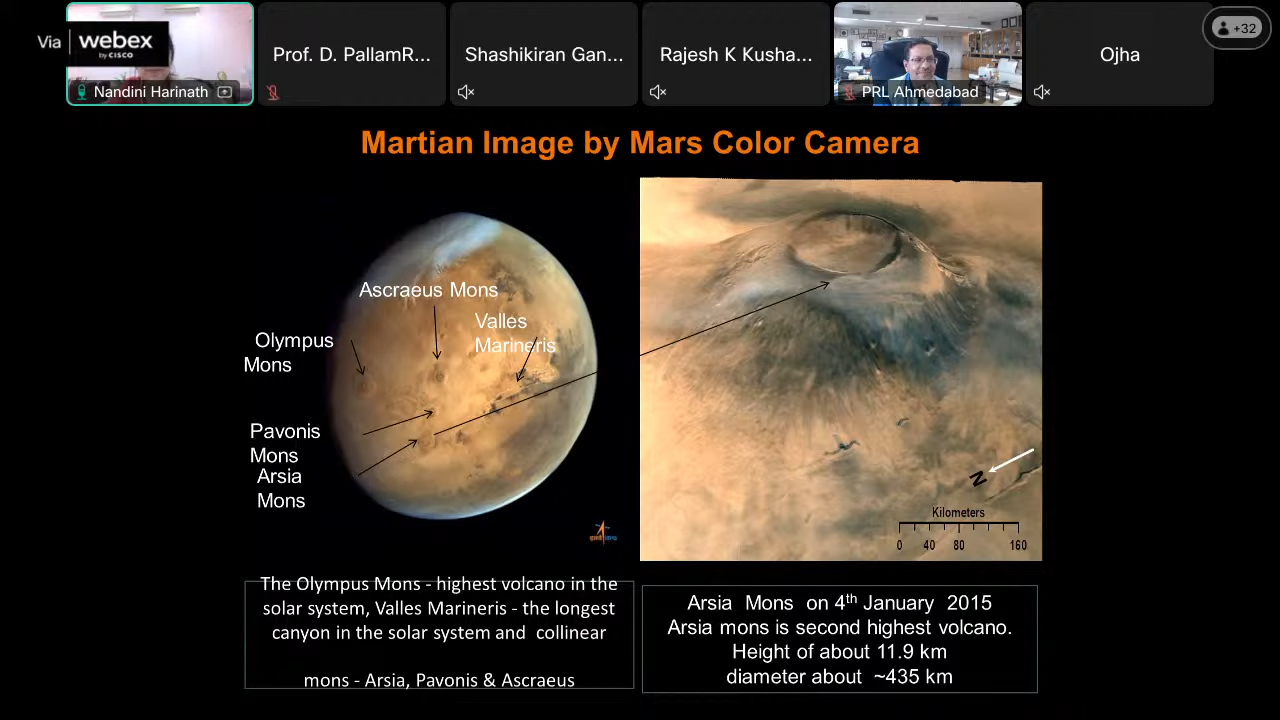 Via webex
by CISCO
Nandini Harinath
Prof. D. PallamR...
Shashikiran Gan...
Rajesh K Kusha...
PRL Ahmedabad
Ojha
+32
Martian Image by Mars Color Camera
Ascraeus Mons
Valles
Marineris
Olympus
Mons
Pavonis
Mons
Arsia
Mons
N
Kilometers
0 40 80 160
The Olympus Mons - highest volcano in the
solar system, Valles Marineris - the longest
canyon in the solar system and collinear
mons - Arsia, Pavonis & Ascraeus
Arsia Mons on 4th January 2015
Arsia mons is second highest volcano.
Height of about 11.9 km
diameter about ~435 km